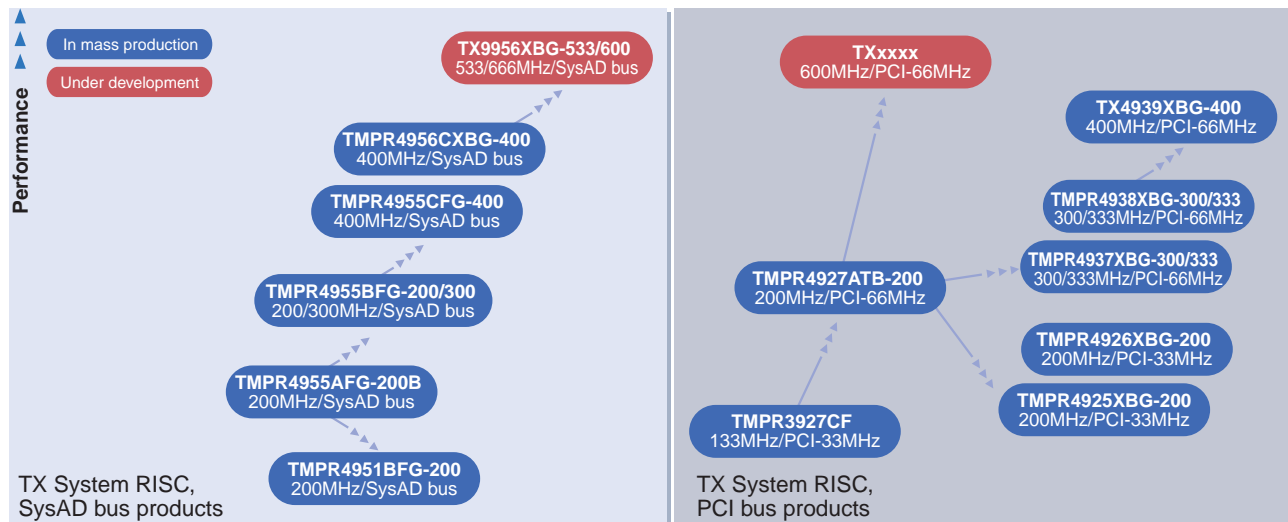 Performance
In mass production
Under development
TX9956XBG-533/600
533/666MHz/SysAD bus
TMPR4956CXBG-400
400MHz/SysAD bus
TMPR4955CFG-400
400MHz/SysAD bus
TMPR4955BFG-200/300
200/300MHz/SysAD bus
TMPR4955AFG-200B
200MHz/SysAD bus
TMPR4951BFG-200
200MHz/SysAD bus
TX System RISC,
SysAD bus products
TXxxxx
600MHz/PCI-66MHz
TX4939XBG-400
400MHz/PCI-66MHz
TMPR4938XBG-300/333
300/333MHz/PCI-66MHz
TMPR4937XBG-300/333
300/333MHz/PCI-66MHz
TMPR4927ATB-200
200MHz/PCI-66MHz
TMPR4926XBG-200
200MHz/PCI-33MHz
TMPR4925XBG-200
200MHz/PCI-33MHz
TMPR3927CF
133MHz/PCI-33MHz
TX System RISC,
PCI bus products